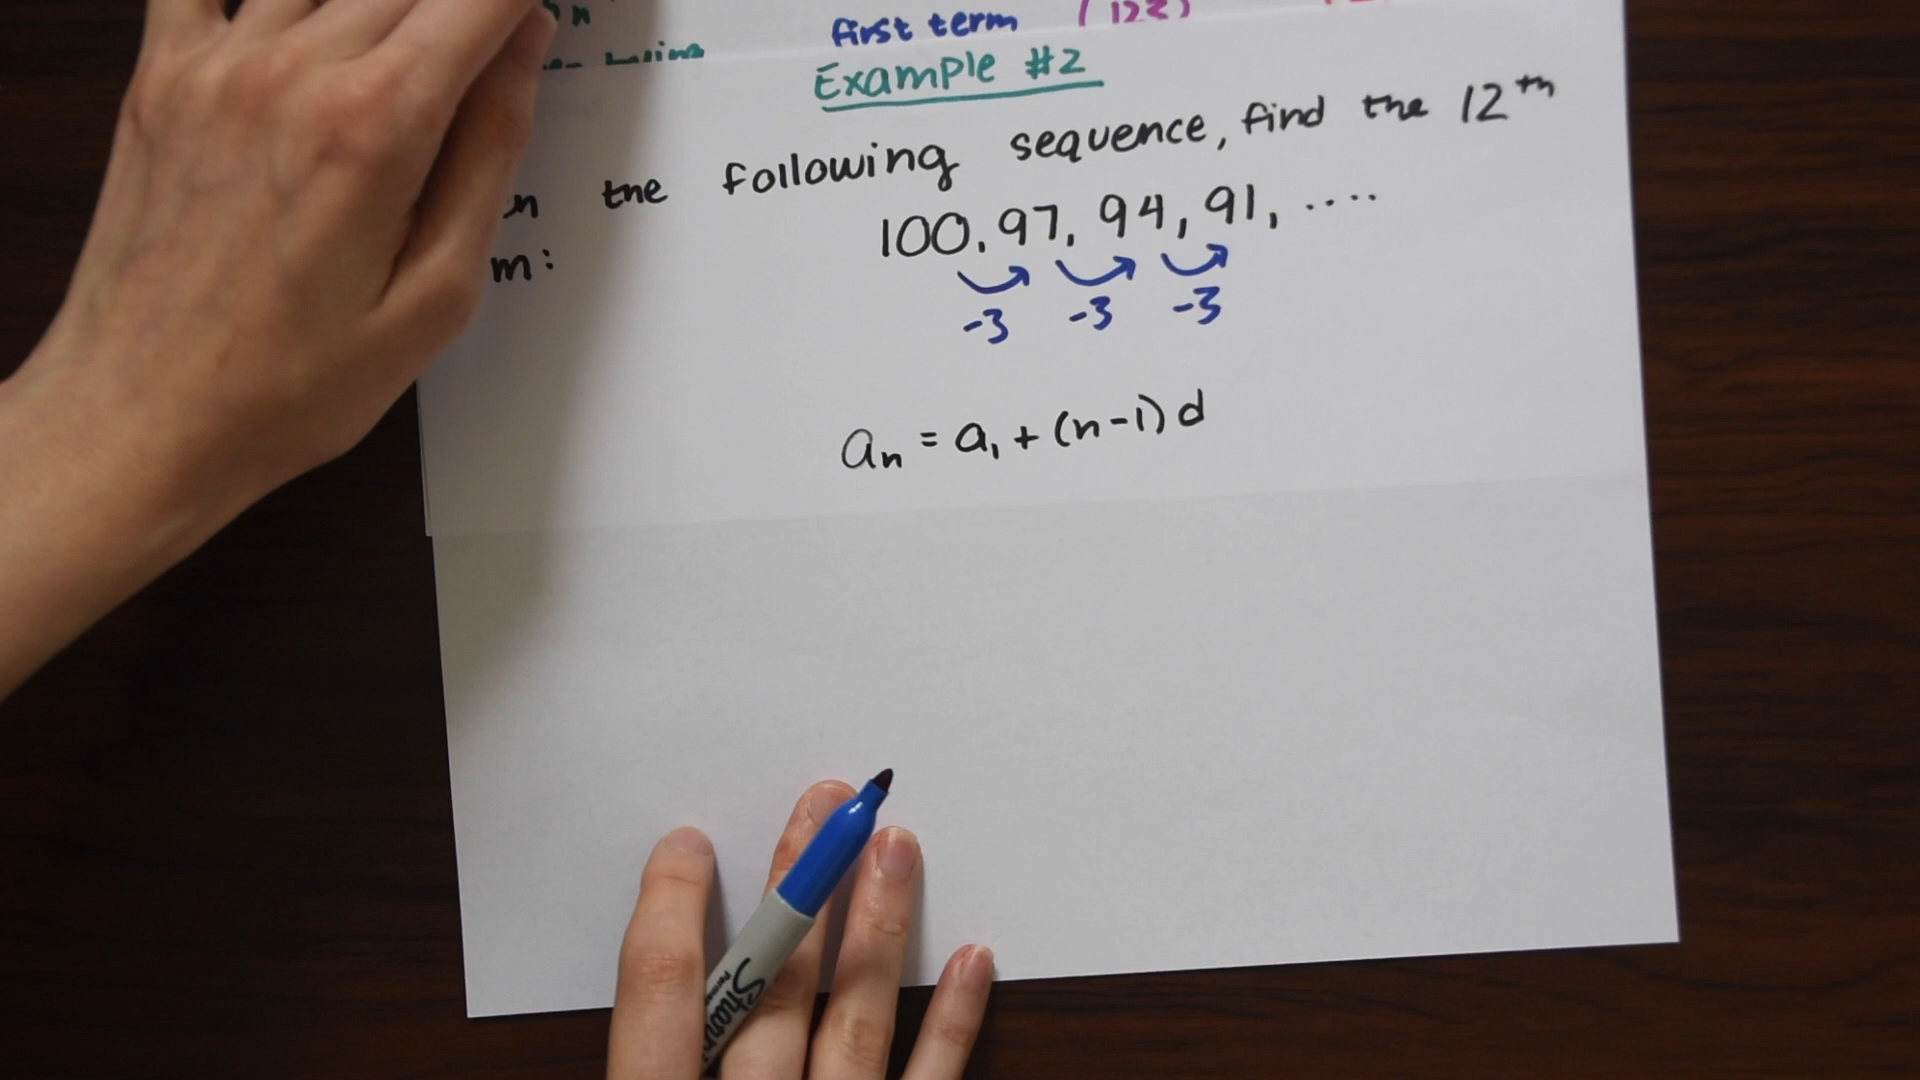 n
first term (12
Example #2
the following sequence, find the 12th
m: 100, 97, 94, 91, ....
-3 -3 -3
an = a1 + (n-1)d